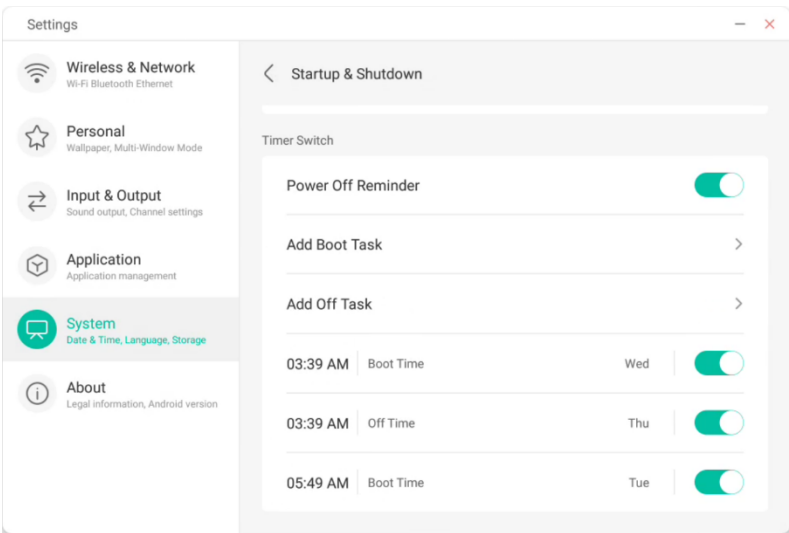 Settings
Wireless & Network
Wi-Fi Bluetooth Ethernet
Personal
Wallpaper, Multi-Window Mode
Input & Output
Sound output, Channel settings
Application
Application management
System
Date & Time, Language, Storage
About
Legal information, Android version
Startup & Shutdown
Timer Switch
Power Off Reminder
Add Boot Task
Add Off Task
03:39 AM Boot Time Wed
03:39 AM Off Time Thu
05:49 AM Boot Time Tue